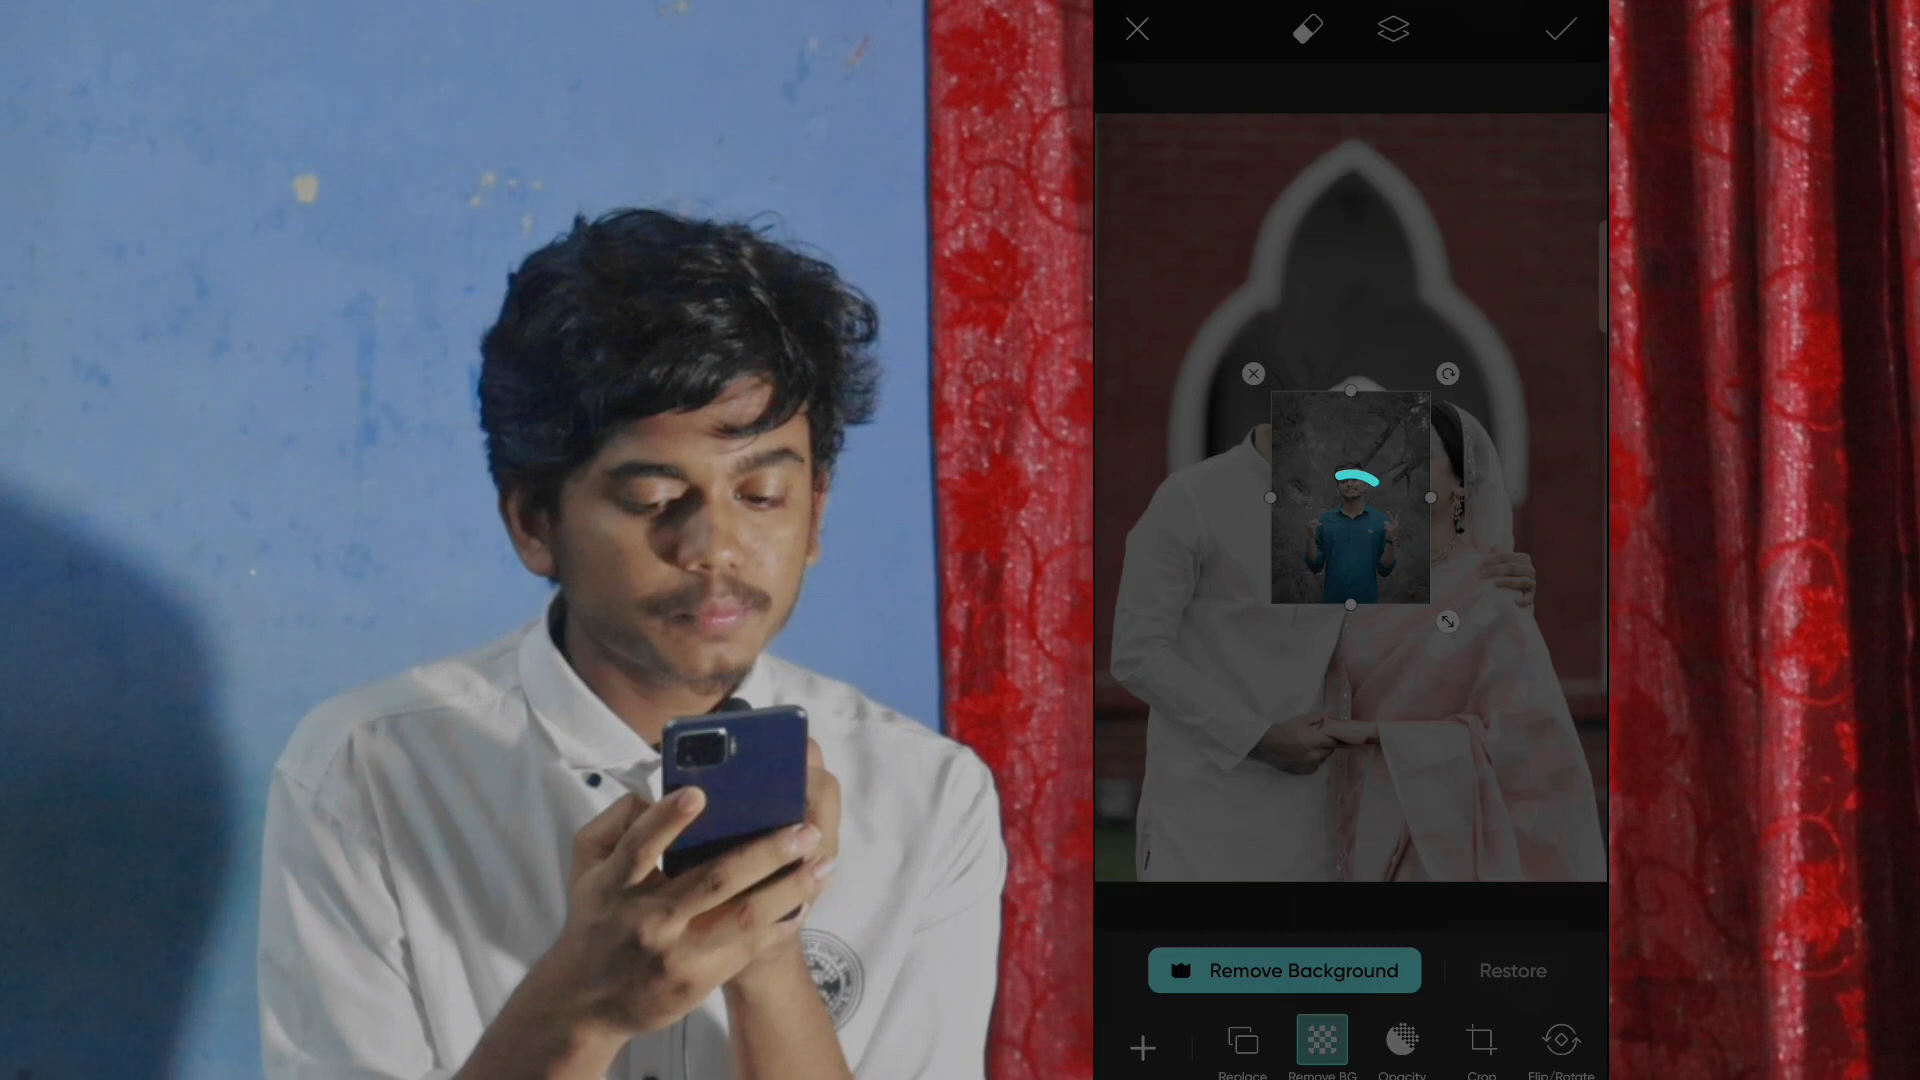 Remove Background
Restore
Replace
Remove BG
Opacity
Crop
Flip/Rotate